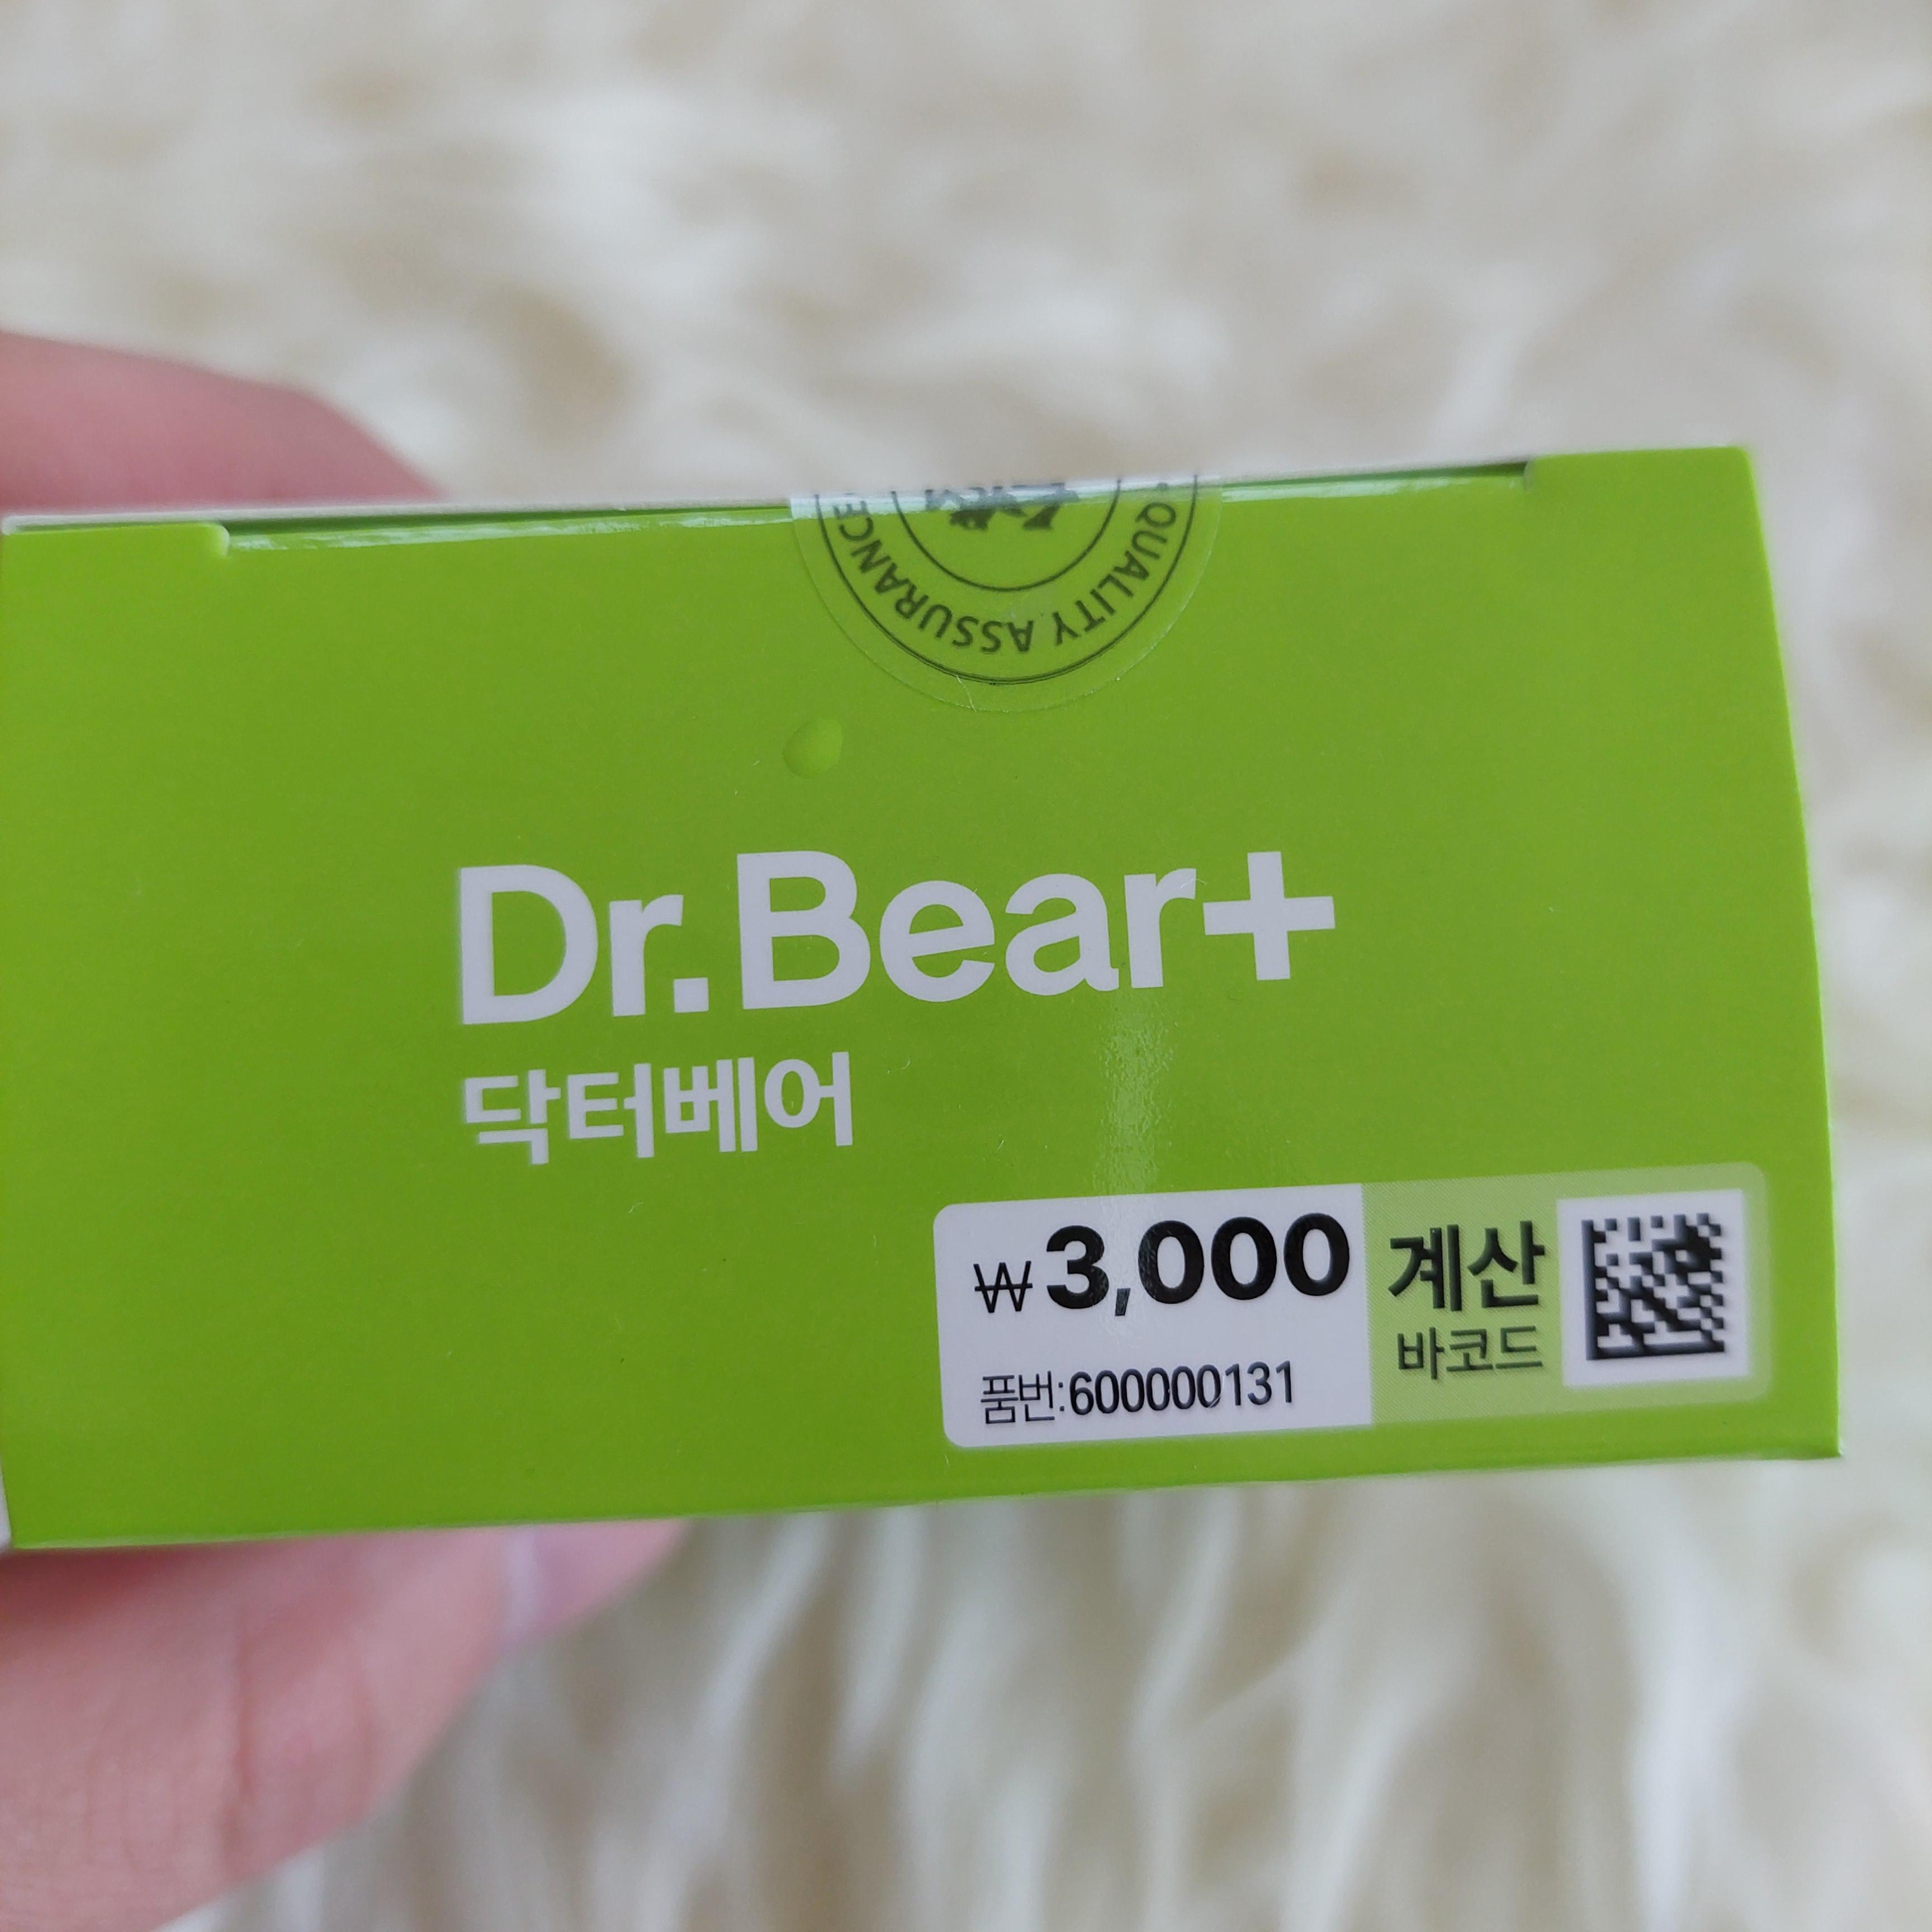 QUALITY ASSURANCE
Dr.Bear+
닥터베어
₩3,000
계산
바코드
품번:600000131